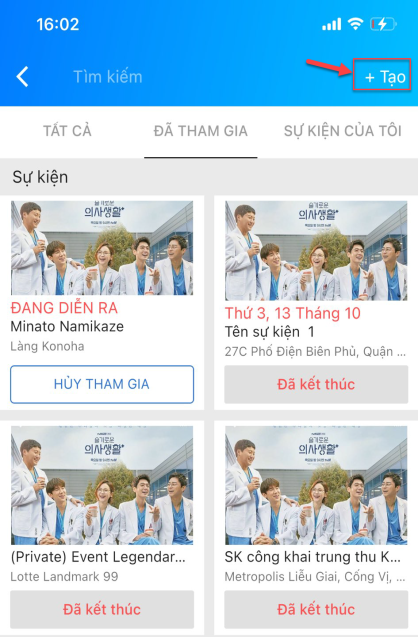 16:02
Tìm kiếm
+ Tạo
TẤT CẢ
ĐÃ THAM GIA
SỰ KIỆN CỦA TÔI
Sự kiện
슬기로운
의사생활
슬기로운
의사생활
ĐANG DIỄN RA
Minato Namikaze
Làng Konoha
HỦY THAM GIA
Thứ 3, 13 Tháng 10
Tên sự kiện 1
27C Phố Điện Biên Phủ, Quận ...
Đã kết thúc
슬기로운
의사생활
슬기로운
의사생활
(Private) Event Legendar...
Lotte Landmark 99
Đã kết thúc
SK công khai trung thu K...
Metropolis Liễu Giai, Cống Vị, ...
Đã kết thúc